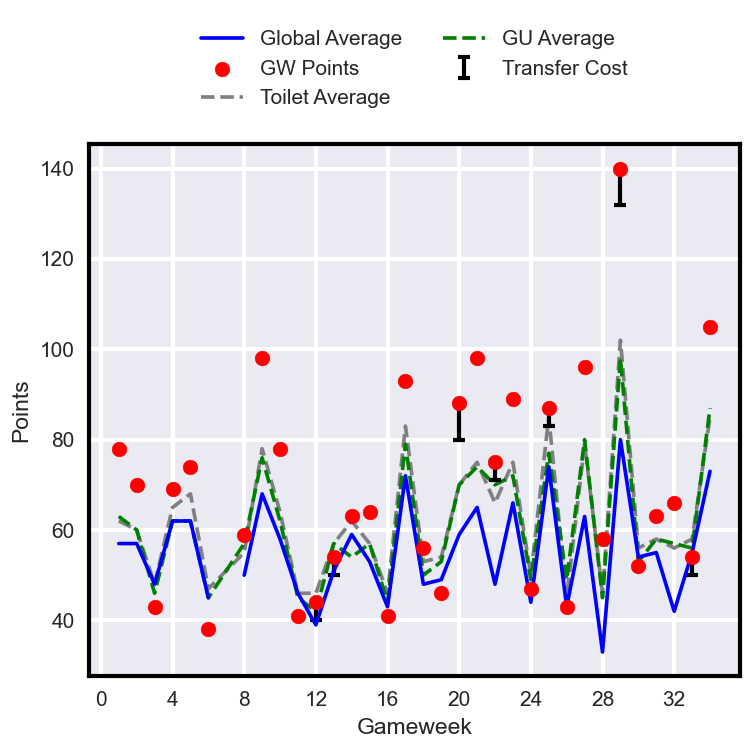 Global Average
GW Points
Toilet Average
GU Average
Transfer Cost
140
120
100
80
60
40
Points
0 4 8 12 16 20 24 28 32
Gameweek